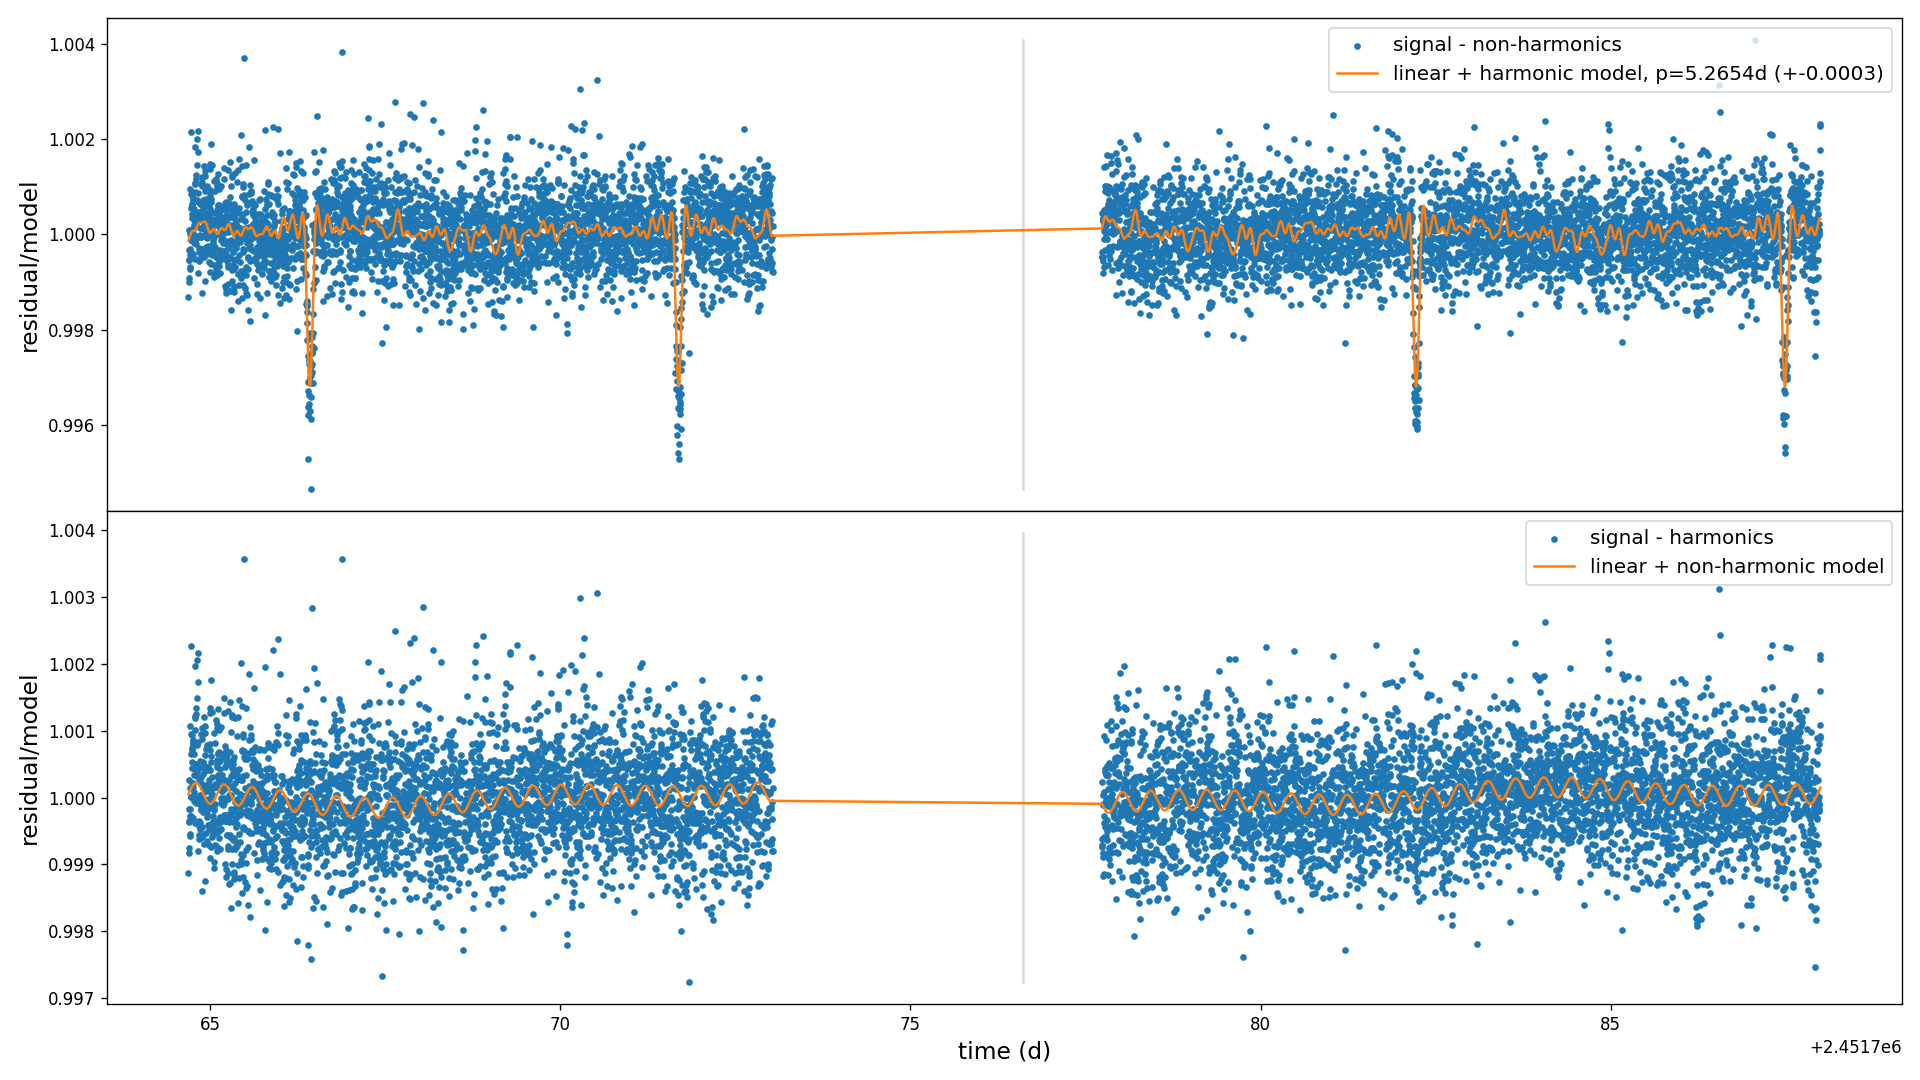 1.004
1.002
1.000
0.998
0.996
residual/model
signal - non-harmonics
linear + harmonic model, p=5.2654d (+-0.0003)
1.004
1.003
1.002
1.001
1.000
0.999
0.998
0.997
residual/model
signal - harmonics
linear + non-harmonic model
65
70
75
80
85
time (d)
+2.4517e6